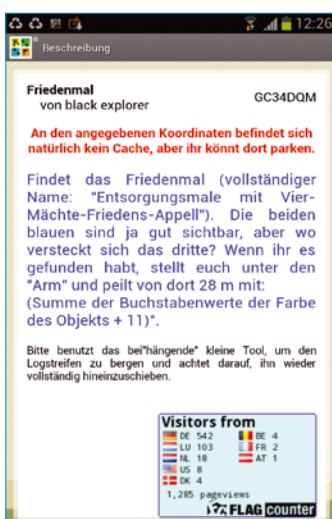 12:26
Beschreibung
Friedenmal
von black explorer
GC34DQM
An den angegebenen Koordinaten befindet sich
natürlich kein Cache, aber ihr könnt dort parken.
Findet das Friedenmal (vollständiger
Name: "Entsorgungsmale mit Vier-
Mächte-Friedens-Appell"). Die beiden
blauen sind ja gut sichtbar, aber wo
versteckt sich das dritte? Wenn ihr es
gefunden habt, stellt euch unter den
"Arm" und peilt von dort 28 m mit:
(Summe der Buchstabenwerte der Farbe
des Objekts + 11)°.
Bitte benutzt das bei"hängende" kleine Tool, um den
Logstreifen zu bergen und achtet darauf, ihn wieder
vollständig hineinzuschieben.
Visitors from
DE 542 BE 4
LU 103 FR 2
NL 18 AT 1
US 8
DK 4
1,285 pageviews
FLAG counter